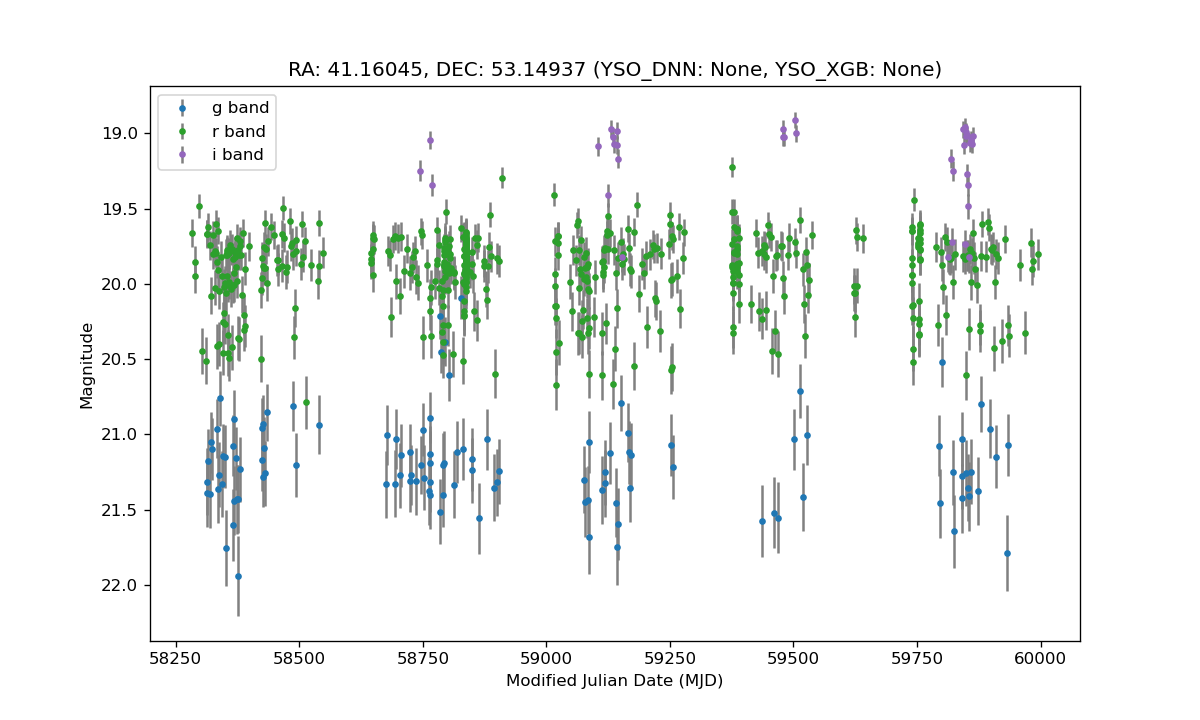 RA: 41.16045, DEC: 53.14937 (YSO_DNN: None, YSO_XGB: None)
g band
r band
i band
19.0
19.5
20.0
20.5
21.0
21.5
22.0
Magnitude
58250 58500 58750 59000 59250 59500 59750 60000
Modified Julian Date (MJD)